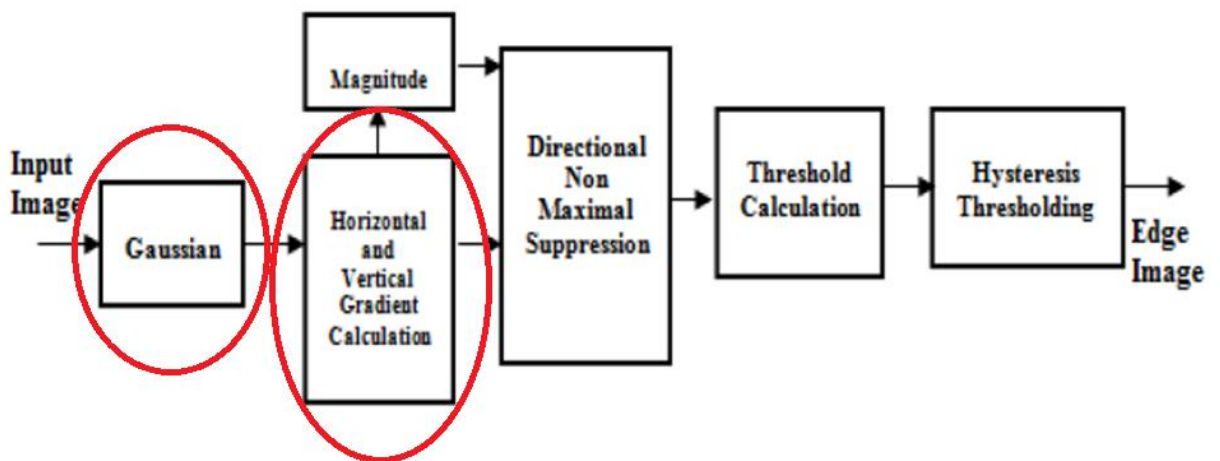 Input
Image
Gaussian
Magnitude
Horizontal
and
Vertical
Gradient
Calculation
Directional
Non
Maximal
Suppression
Threshold
Calculation
Hysteresis
Thresholding
Edge
Image